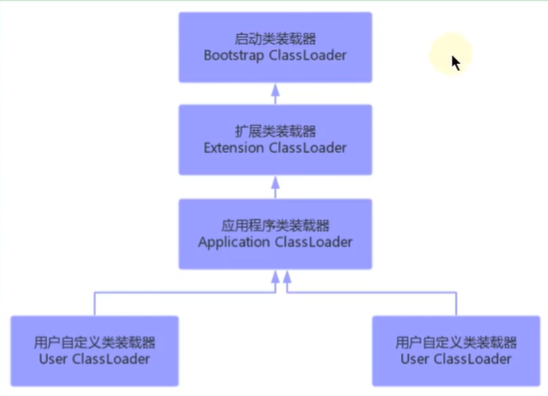 启动类装载器
Bootstrap ClassLoader
扩展类装载器
Extension ClassLoader
应用程序类装载器
Application ClassLoader
用户自定义类装载器
User ClassLoader
用户自定义类装载器
User ClassLoader